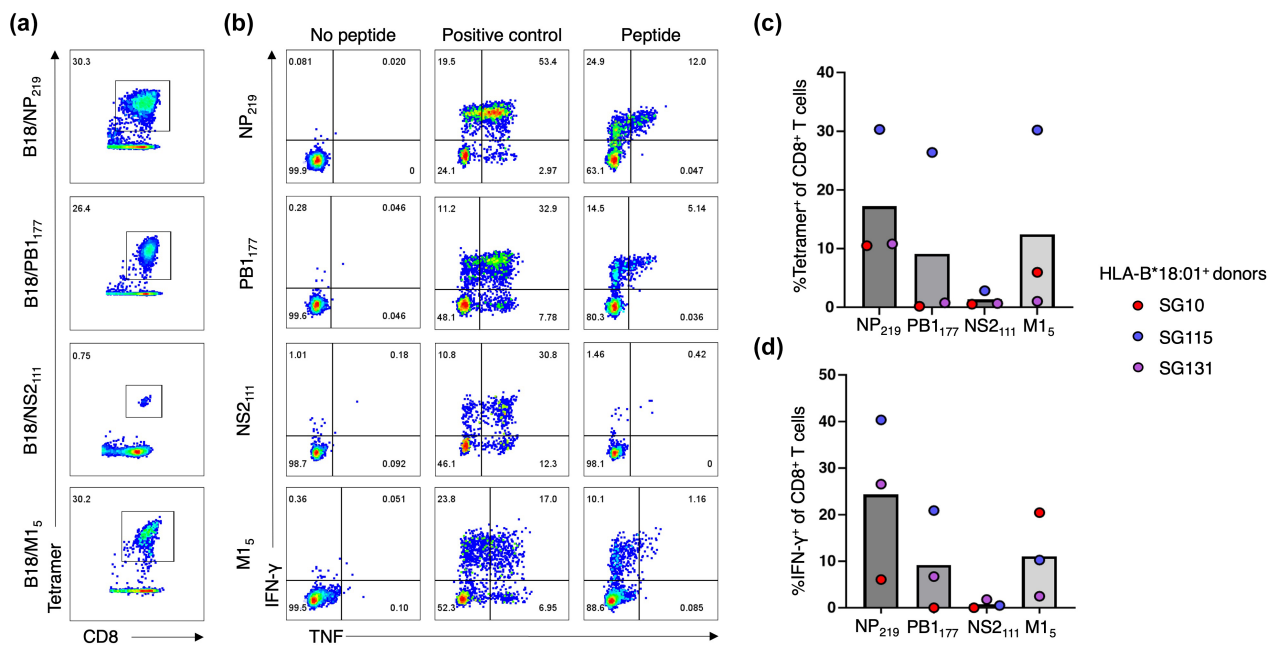 (a)
B18/NP219
30.3
B18/PB1177
26.4
B18/NS2111
0.75
B18/M15
30.2
Tetramer
CD8
(b)
No peptide Positive control Peptide
NP219
0.081 0.020
99.9 0
19.5 53.4
24.1 2.97
24.9 12.0
63.1 0.047
PB1177
0.28 0.046
99.6 0.046
11.2 32.9
48.1 7.78
14.5 5.14
80.3 0.036
NS2111
1.01 0.18
98.7 0.092
10.8 30.8
46.1 12.3
1.46 0.42
98.1 0
M15
0.36 0.051
99.5 0.10
23.8 17.0
52.3 6.95
10.1 1.16
88.6 0.085
IFN-γ
TNF
(c)
%Tetramer+ of CD8+ T cells
40
30
20
10
0
NP219 PB1177 NS2111 M15
HLA-B*18:01+ donors
SG10
SG115
SG131
(d)
%IFN-γ+ of CD8+ T cells
50
40
30
20
10
0
NP219 PB1177 NS2111 M15